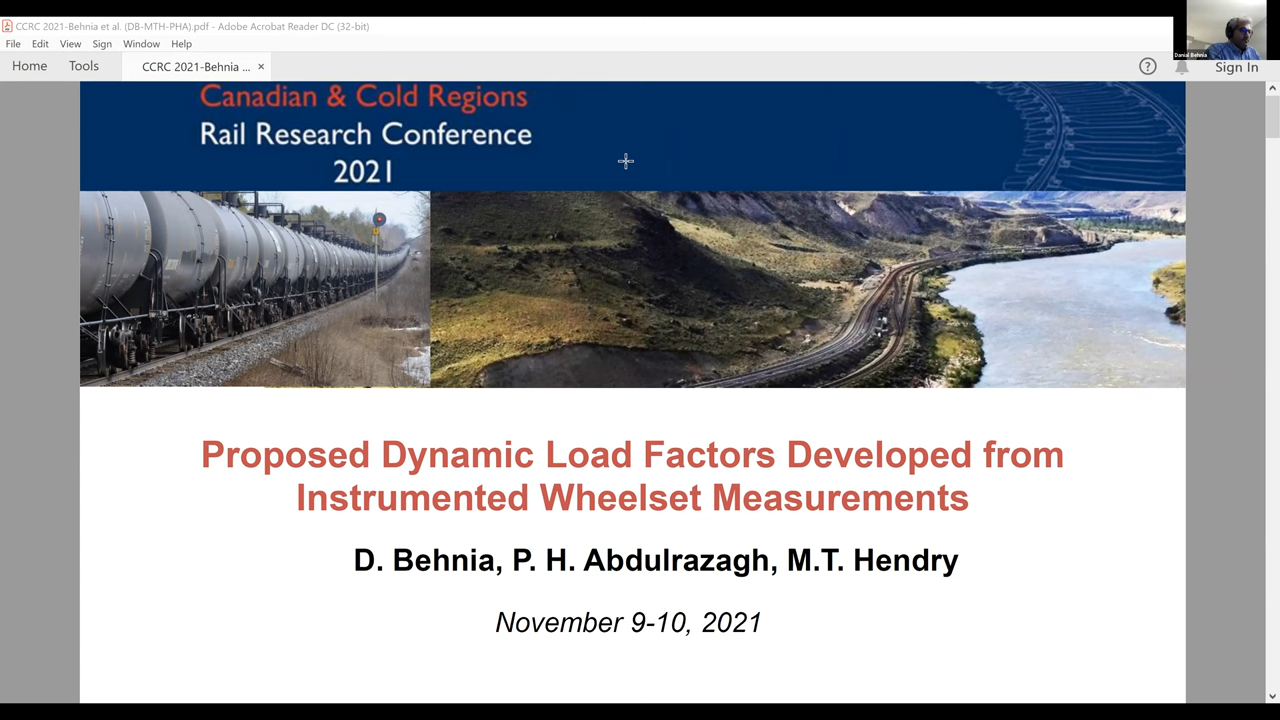 CCRC 2021-Behnia et al. (DB-MTH-PHA).pdf - Adobe Acrobat Reader DC (32-bit)
File Edit View Sign Window Help
Home Tools CCRC 2021-Behnia ... × ? Sign In
Danial Behnia
Canadian & Cold Regions
Rail Research Conference
2021
Proposed Dynamic Load Factors Developed from
Instrumented Wheelset Measurements
D. Behnia, P. H. Abdulrazagh, M.T. Hendry
November 9-10, 2021